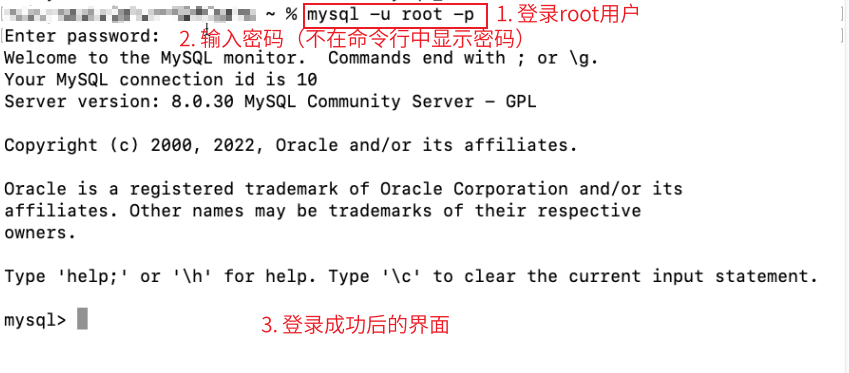 ~ % mysql -u root -p 1. 登录root用户
Enter password: 2. 输入密码（不在命令行中显示密码）
Welcome to the MySQL monitor.  Commands end with ; or \g.
Your MySQL connection id is 10
Server version: 8.0.30 MySQL Community Server - GPL
Copyright (c) 2000, 2022, Oracle and/or its affiliates.
Oracle is a registered trademark of Oracle Corporation and/or its
affiliates. Other names may be trademarks of their respective
owners.
Type 'help;' or '\h' for help. Type '\c' to clear the current input statement.
mysql> 3. 登录成功后的界面